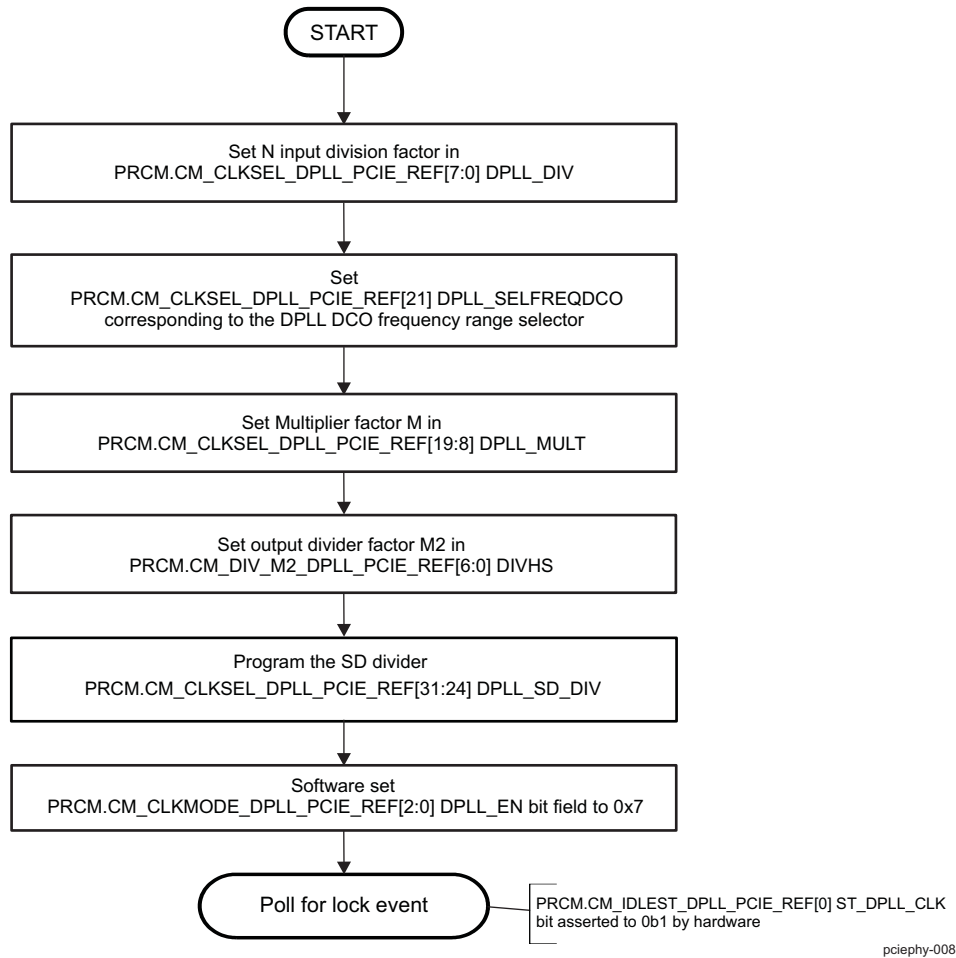 START
Set N input division factor in
PRCM.CM_CLKSEL_DPLL_PCIE_REF[7:0] DPLL_DIV
Set
PRCM.CM_CLKSEL_DPLL_PCIE_REF[21] DPLL_SELFREQDCO
corresponding to the DPLL DCO frequency range selector
Set Multiplier factor M in
PRCM.CM_CLKSEL_DPLL_PCIE_REF[19:8] DPLL_MULT
Set output divider factor M2 in
PRCM.CM_DIV_M2_DPLL_PCIE_REF[6:0] DIVHS
Program the SD divider
PRCM.CM_CLKSEL_DPLL_PCIE_REF[31:24] DPLL_SD_DIV
Software set
PRCM.CM_CLKMODE_DPLL_PCIE_REF[2:0] DPLL_EN bit field to 0x7
Poll for lock event
PRCM.CM_IDLEST_DPLL_PCIE_REF[0] ST_DPLL_CLK
bit asserted to 0b1 by hardware
pciephy-008